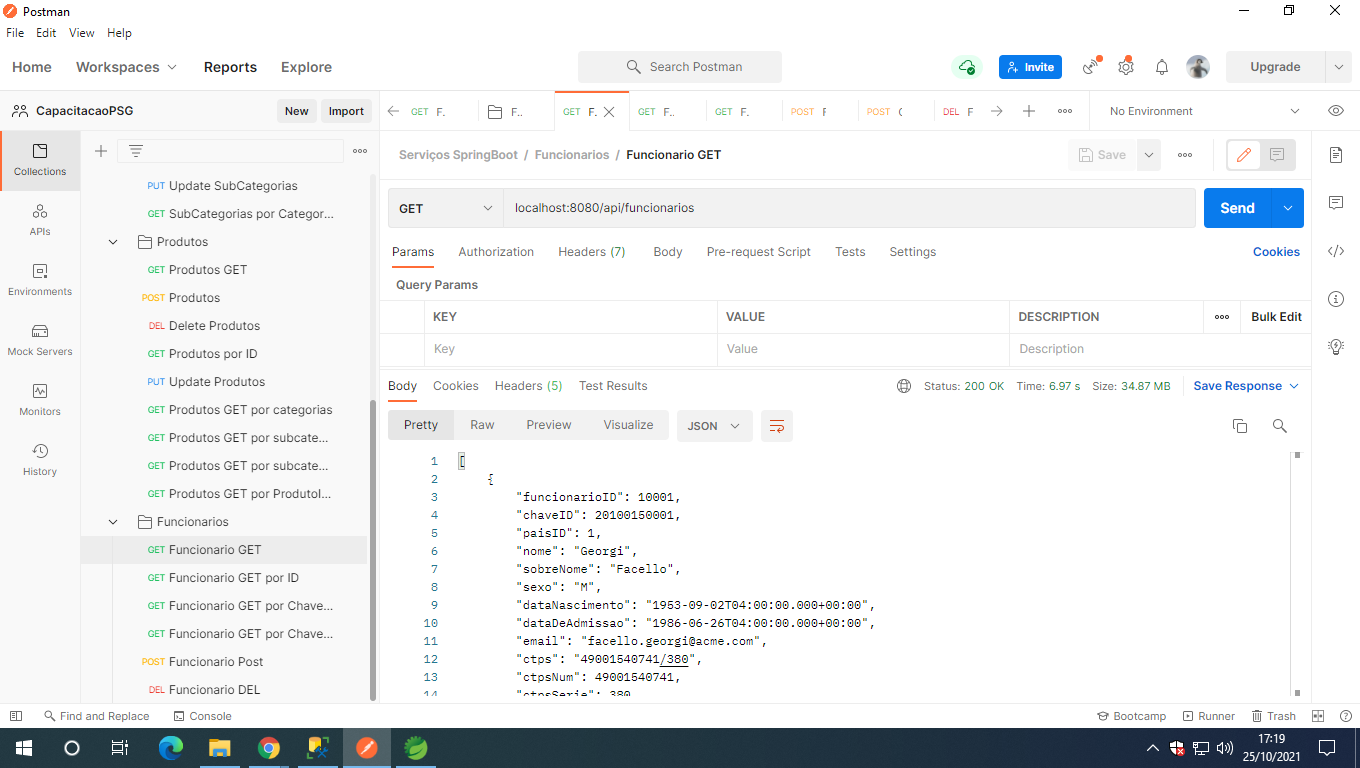 Postman
File Edit View Help
Home Workspaces Reports Explore Search Postman Invite Upgrade
CapacitacaoPSG New Import GET F. F.. GET F. GET F.. GET F. POST F POST DEL F No Environment
Serviços SpringBoot / Funcionarios / Funcionario GET Save
GET localhost:8080/api/funcionarios Send
Params Authorization Headers (7) Body Pre-request Script Tests Settings Cookies
Query Params
KEY VALUE DESCRIPTION Bulk Edit
Key Value Description
Body Cookies Headers (5) Test Results Status: 200 OK Time: 6.97 s Size: 34.87 MB Save Response
Pretty Raw Preview Visualize JSON
Collections
APIs
Environments
Mock Servers
Monitors
History
PUT Update SubCategorias
GET SubCategorias por Categor...
Produtos
GET Produtos GET
POST Produtos
DEL Delete Produtos
GET Produtos por ID
PUT Update Produtos
GET Produtos GET por categorias
GET Produtos GET por subcate...
GET Produtos GET por subcate...
GET Produtos GET por ProdutoI...
Funcionarios
GET Funcionario GET
GET Funcionario GET por ID
GET Funcionario GET por Chave...
GET Funcionario GET por Chave...
POST Funcionario Post
DEL Funcionario DEL
1 [
2 {
3 "funcionarioID": 10001,
4 "chaveID": 20100150001,
5 "paisID": 1,
6 "nome": "Georgi",
7 "sobreNome": "Facello",
8 "sexo": "M",
9 "dataNascimento": "1953-09-02T04:00:00.000+00:00",
10 "dataDeAdmissao": "1986-06-26T04:00:00.000+00:00",
11 "email": "facello.georgi@acme.com",
12 "ctps": "49001540741/380",
13 "ctpsNum": 49001540741,
14 "ctpsSerie": 380
Find and Replace Console Bootcamp Runner Trash
17:19
25/10/2021